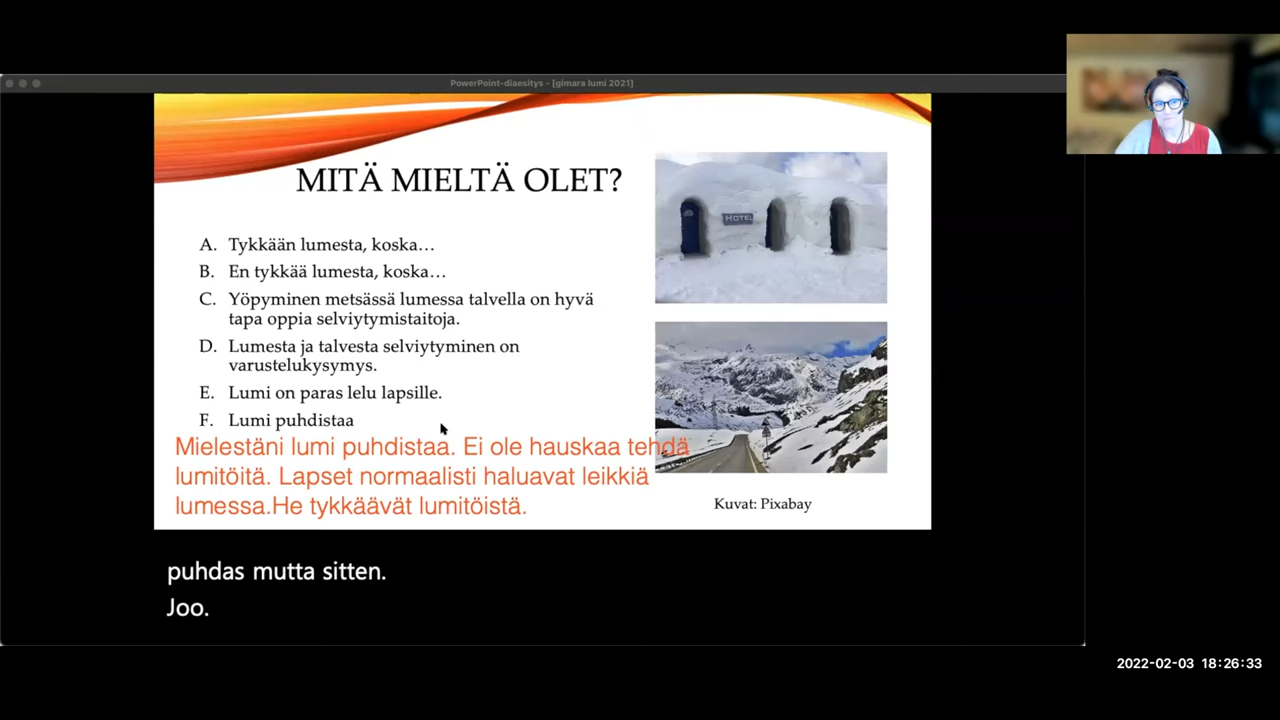 PowerPoint-diaesitys - [gimara lumi 2021]
MITÄ MIELTÄ OLET?
A. Tykkään lumesta, koska…
B. En tykkää lumesta, koska…
C. Yöpyminen metsässä lumessa talvella on hyvä
tapa oppia selviytymistaitoja.
D. Lumesta ja talvesta selviytyminen on
varustelukysymys.
E. Lumi on paras lelu lapsille.
F. Lumi puhdistaa
Mielestäni lumi puhdistaa. Ei ole hauskaa tehdä
lumitöitä. Lapset normaalisti haluavat leikkiä
lumessa.He tykkäävät lumitöistä.
HOTEL
Kuvat: Pixabay
puhdas mutta sitten.
Joo.
2022-02-03 18:26:33